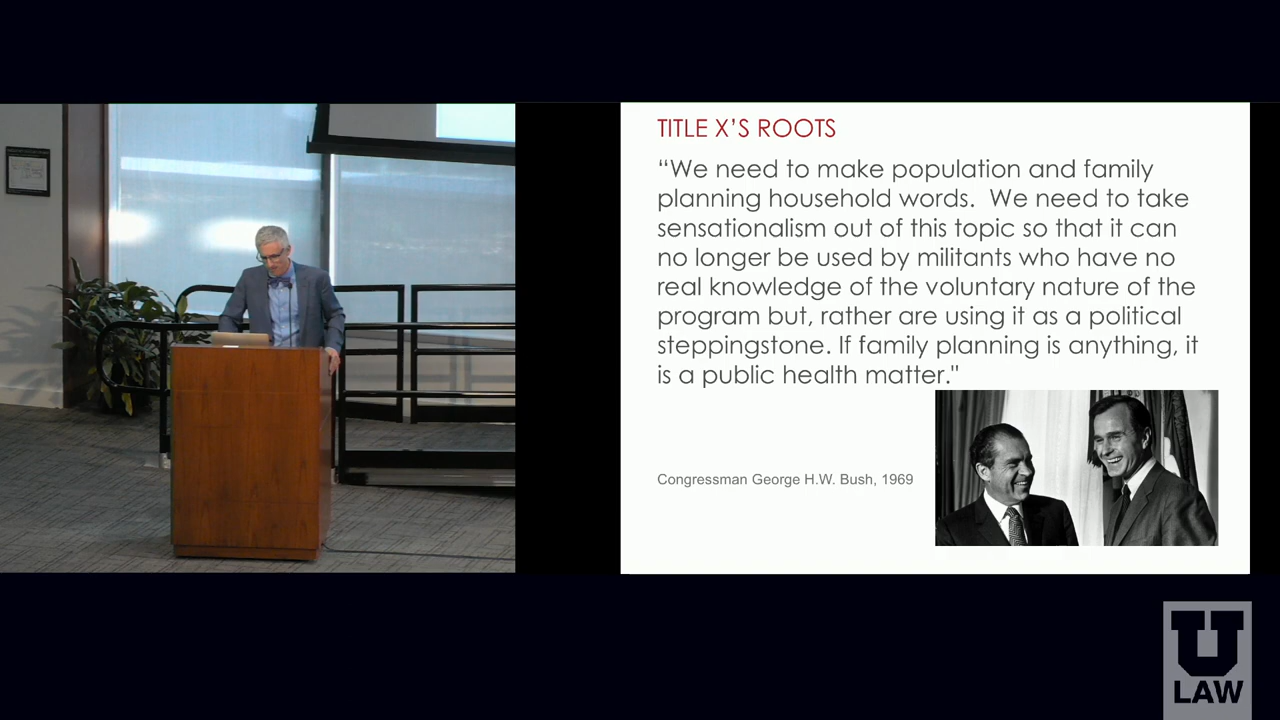 TITLE X’S ROOTS
“We need to make population and family
planning household words.  We need to take
sensationalism out of this topic so that it can
no longer be used by militants who have no
real knowledge of the voluntary nature of the
program but, rather are using it as a political
steppingstone. If family planning is anything, it
is a public health matter."
Congressman George H.W. Bush, 1969
U
LAW